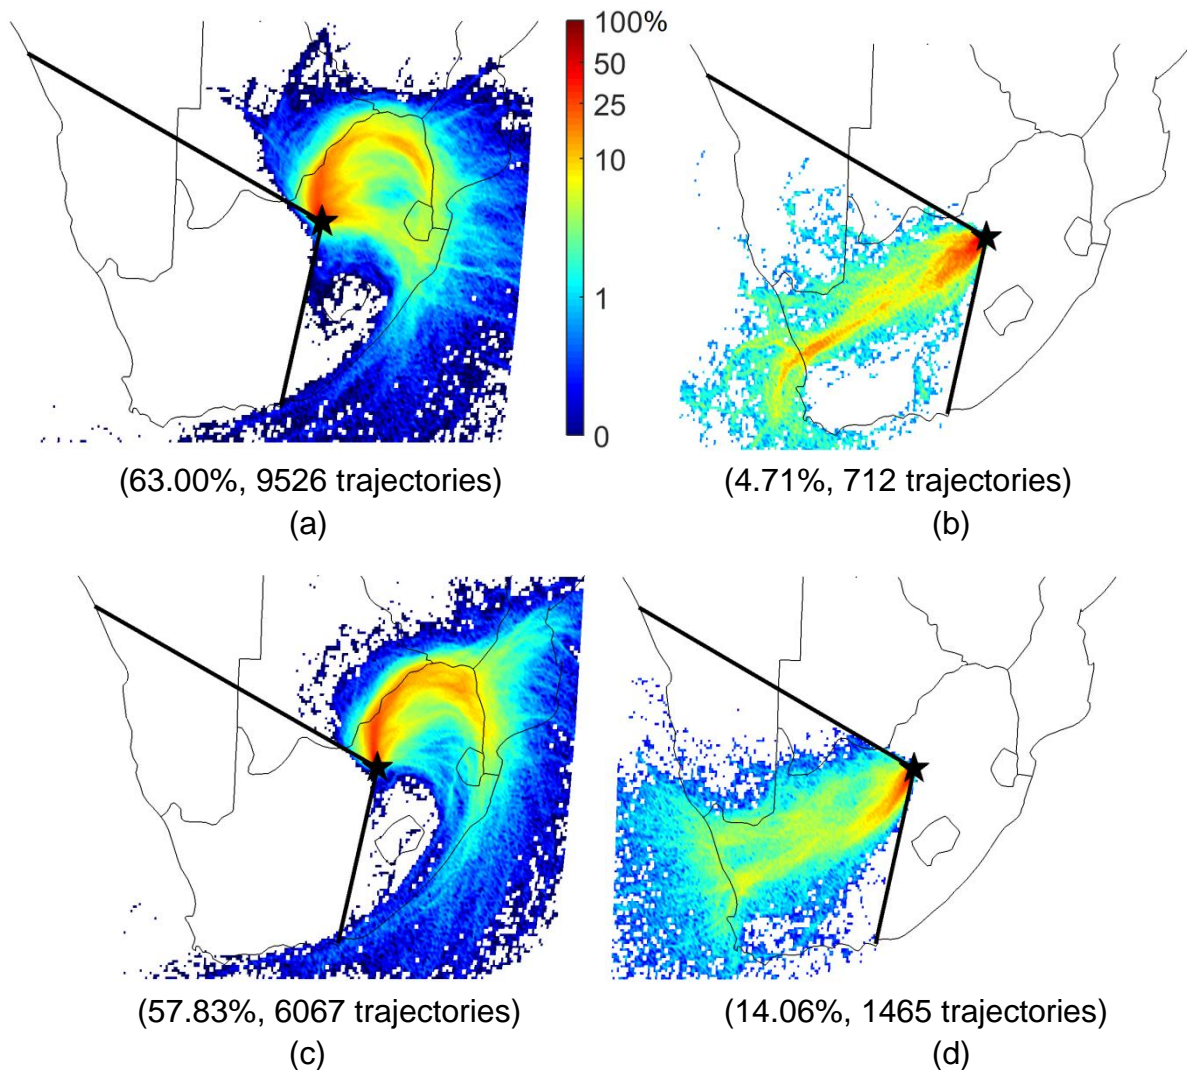 100%
50
25
10
1
0
(63.00%, 9526 trajectories)
(a)
(4.71%, 712 trajectories)
(b)
(57.83%, 6067 trajectories)
(c)
(14.06%, 1465 trajectories)
(d)